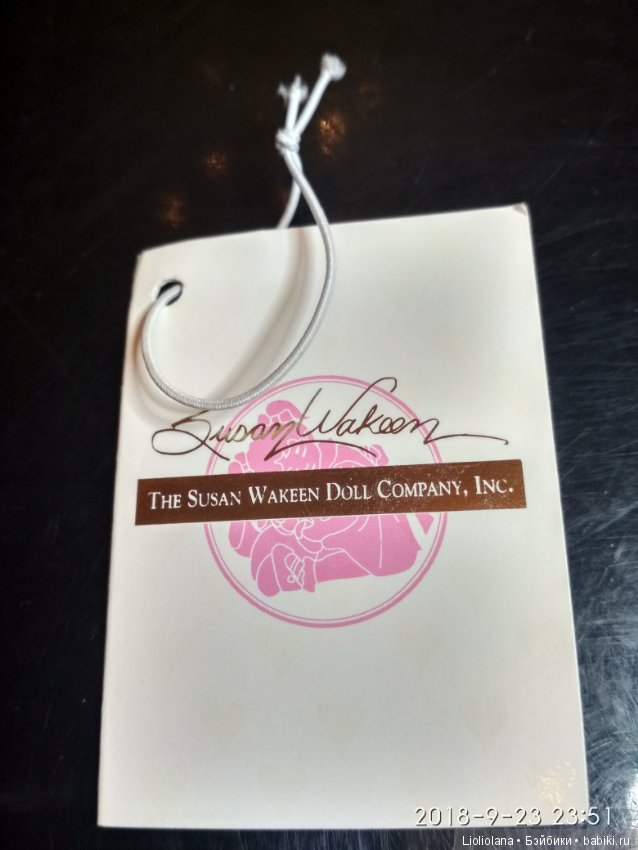 Susan Wakeen
THE SUSAN WAKEEN DOLL COMPANY, INC.
2018-9-23 23:51
Lioliolana • Бэйбики • babiki.ru